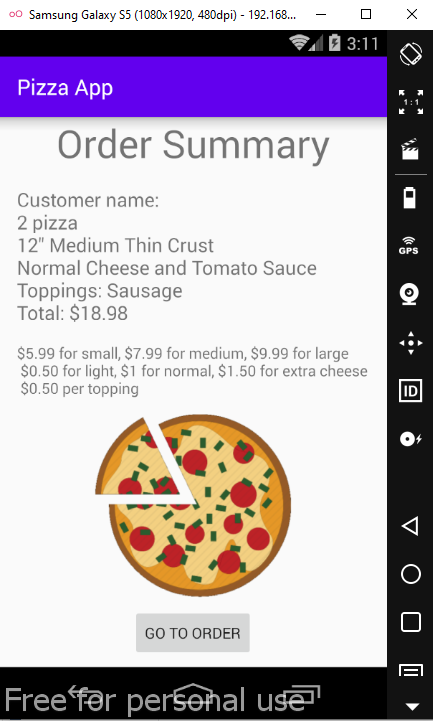 Samsung Galaxy S5 (1080x1920, 480dpi) - 192.168...
3:11
1 : 1
Pizza App
Order Summary
GPS
Customer name:
2 pizza
12" Medium Thin Crust
Normal Cheese and Tomato Sauce
Toppings: Sausage
Total: $18.98
$5.99 for small, $7.99 for medium, $9.99 for large
$0.50 for light, $1 for normal, $1.50 for extra cheese
$0.50 per topping
ID
GO TO ORDER
Free for personal use